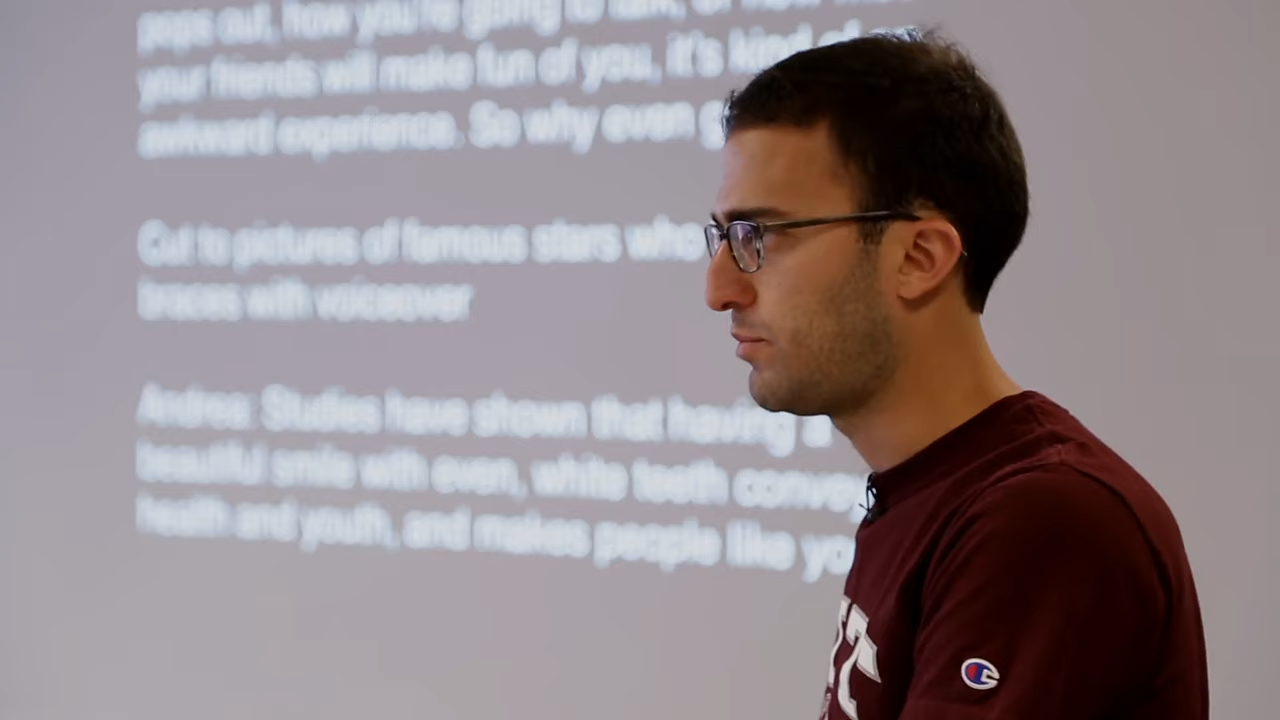 pops out, how you're going to talk, or how
your friends will make fun of you, it's kind of
awkward experience. So why even
Cut to pictures of famous stars who
braces with voiceover
Andrea: Studies have shown that having a
beautiful smile with even, white teeth convey
health and youth, and makes people like